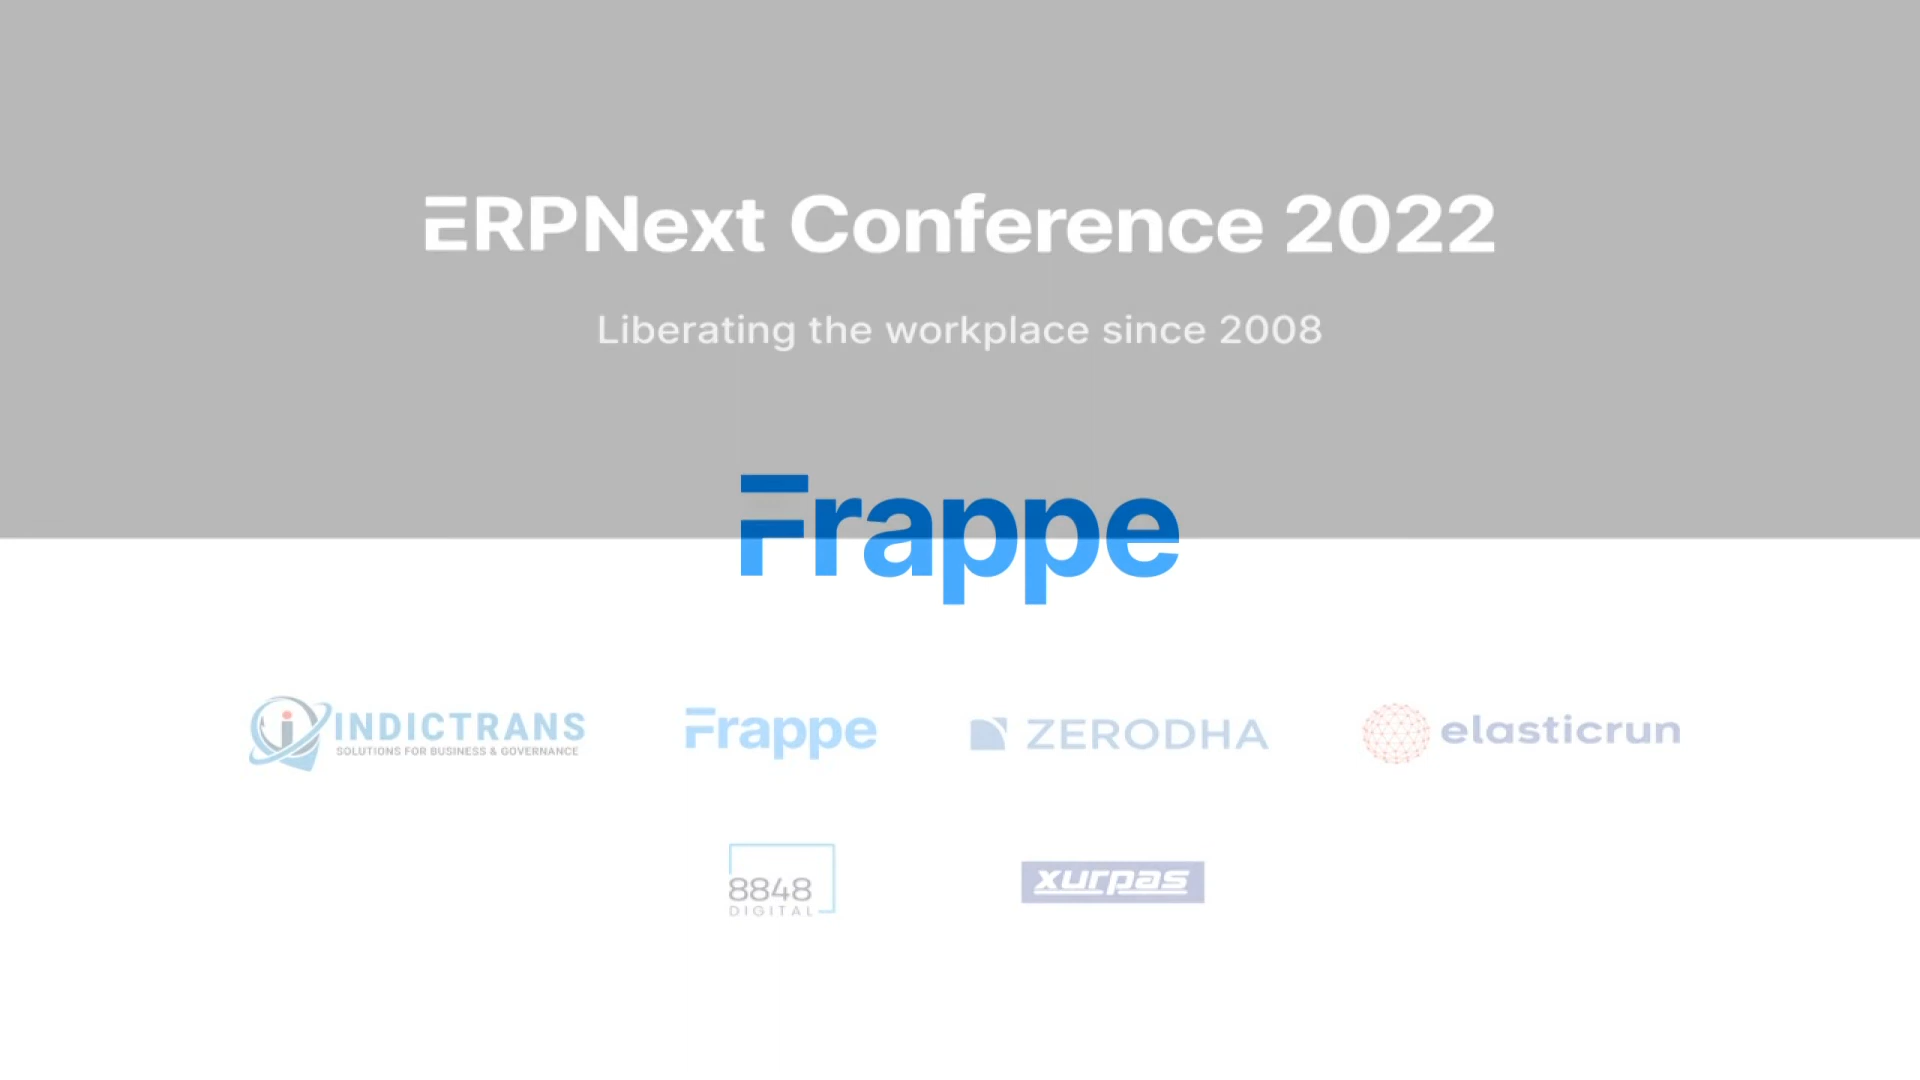 ERPNext Conference 2022
Liberating the workplace since 2008
Frappe
INDICTRANS
SOLUTIONS FOR BUSINESS & GOVERNANCE
Frappe
ZERODHA
elasticrun
8848
DIGITAL
xurpas